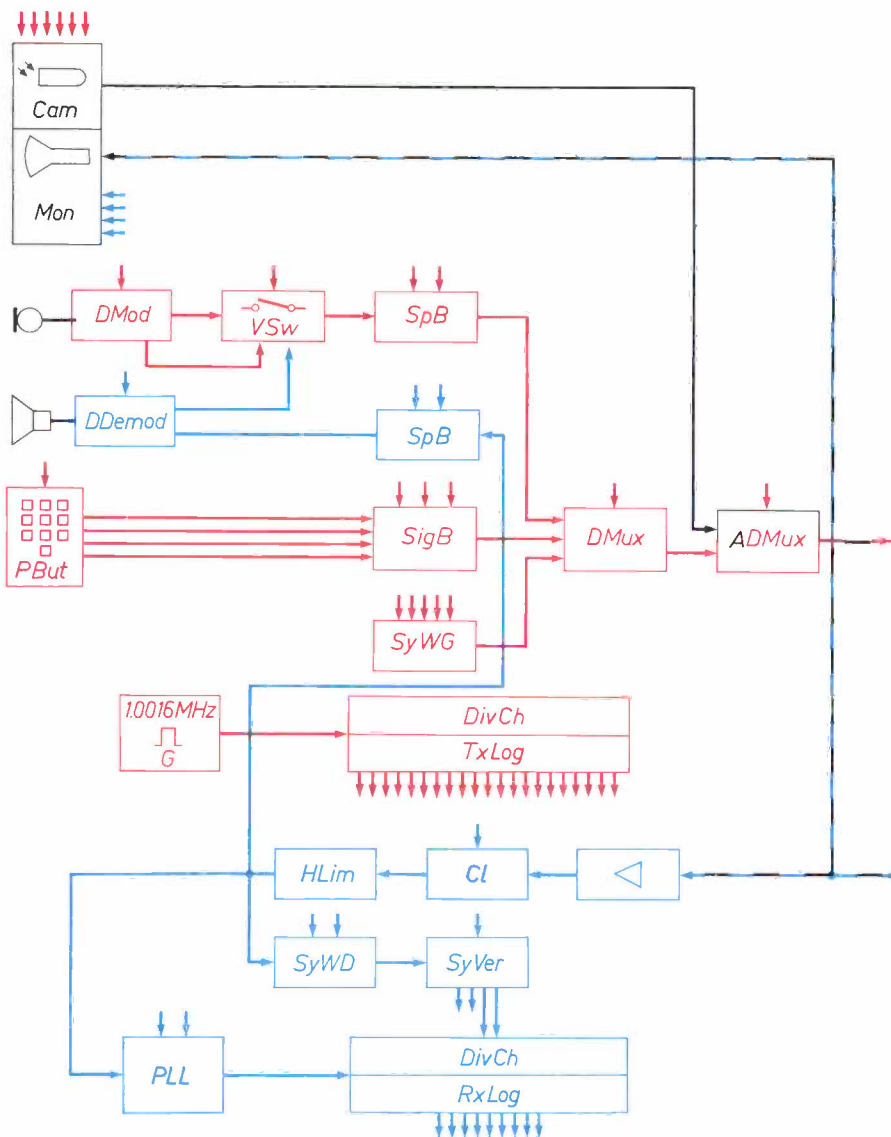 Cam
Mon
DMod
VSw
SpB
DDemod
SpB
PBut
SigB
DMux
ADMux
SyWG
1.0016MHz
G
DivCh
TxLog
HLim
Cl
SyWD
SyVer
PLL
DivCh
RxLog